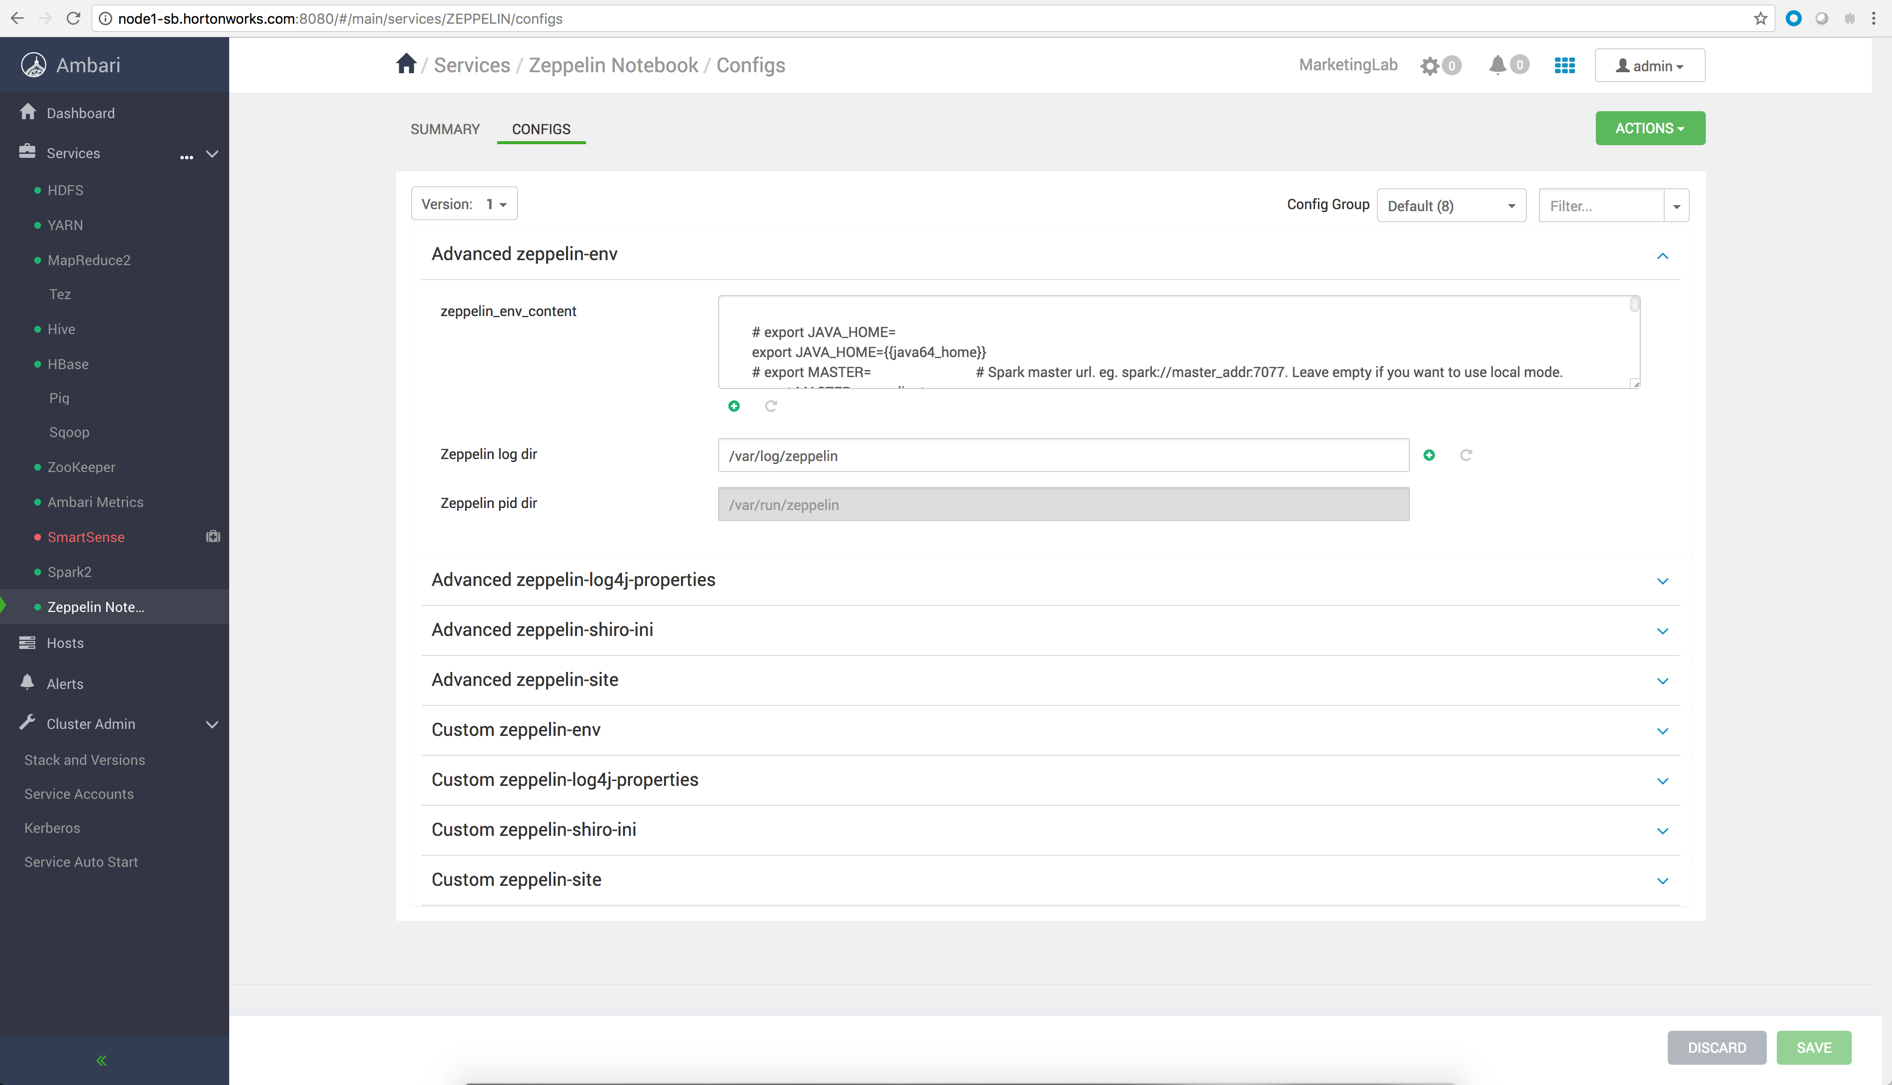 node1-sb.hortonworks.com:8080/#/main/services/ZEPPELIN/configs
Ambari
/ Services / Zeppelin Notebook / Configs
MarketingLab
0
0
admin
Dashboard
Services
...
HDFS
YARN
MapReduce2
Tez
Hive
HBase
Pig
Sqoop
ZooKeeper
Ambari Metrics
SmartSense
Spark2
Zeppelin Note...
Hosts
Alerts
Cluster Admin
Stack and Versions
Service Accounts
Kerberos
Service Auto Start
SUMMARY
CONFIGS
ACTIONS
Version: 1
Config Group
Default (8)
Filter...
Advanced zeppelin-env
zeppelin_env_content
# export JAVA_HOME=
export JAVA_HOME={{java64_home}}
# export MASTER= # Spark master url. eg. spark://master_addr:7077. Leave empty if you want to use local mode.
Zeppelin log dir
/var/log/zeppelin
Zeppelin pid dir
/var/run/zeppelin
Advanced zeppelin-log4j-properties
Advanced zeppelin-shiro-ini
Advanced zeppelin-site
Custom zeppelin-env
Custom zeppelin-log4j-properties
Custom zeppelin-shiro-ini
Custom zeppelin-site
DISCARD
SAVE